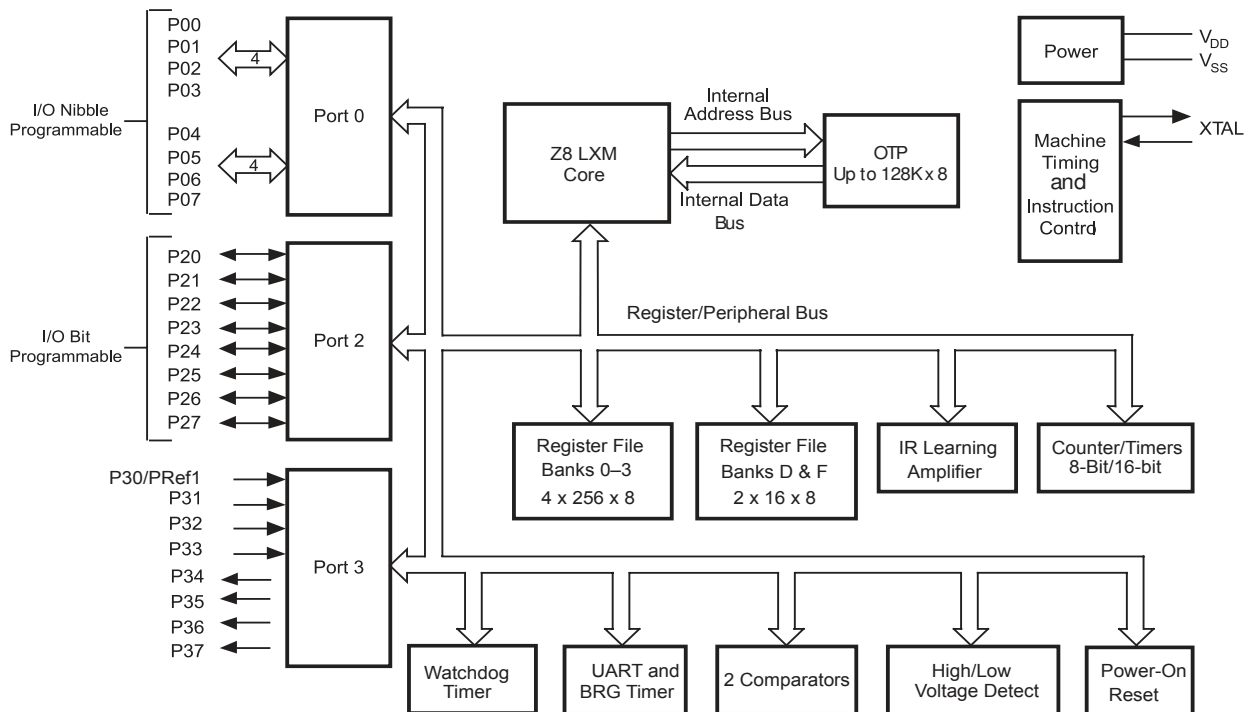 P00
P01
P02
P03
4
I/O Nibble
Programmable
P04
P05
P06
P07
4
Port 0
I/O Bit
Programmable
P20
P21
P22
P23
P24
P25
P26
P27
Port 2
P30/PRef1
P31
P32
P33
P34
P35
P36
P37
Port 3
Z8 LXM
Core
Internal
Address Bus
Internal Data
Bus
OTP
Up to 128K x 8
Power
VDD
VSS
Machine
Timing
and
Instruction
Control
XTAL
Register/Peripheral Bus
Register File
Banks 0–3
4 x 256 x 8
Register File
Banks D & F
2 x 16 x 8
IR Learning
Amplifier
Counter/Timers
8-Bit/16-bit
Watchdog
Timer
UART and
BRG Timer
2 Comparators
High/Low
Voltage Detect
Power-On
Reset